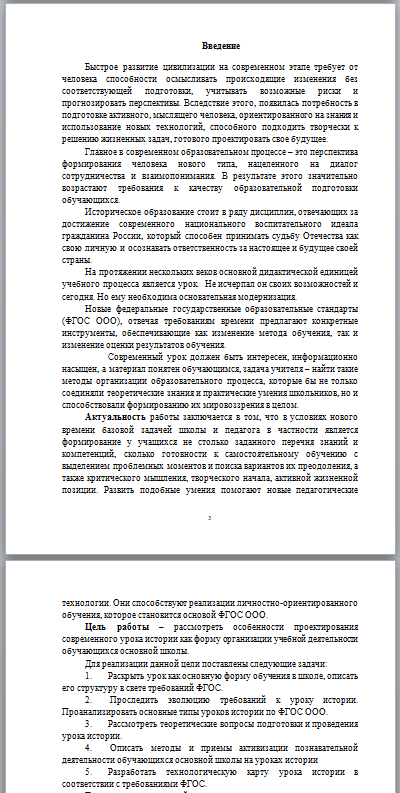 Введение
Быстрое развитие цивилизации на современном этапе требует от
человека способности осмысливать происходящие изменения без
соответствующей подготовки, учитывать возможные риски и
прогнозировать перспективы. Вследствие этого, появилась потребность в
подготовке активного, мыслящего человека, ориентированного на знания и
использование новых технологий, способного подходить творчески к
решению жизненных задач, готового проектировать свое будущее.
Главное в современном образовательном процессе – это перспектива
формирования человека нового типа, нацеленного на диалог
сотрудничества и взаимопонимания. В результате этого значительно
возрастают требования к качеству образовательной подготовки
обучающихся.
Историческое образование стоит в ряду дисциплин, отвечающих за
достижение современного национального воспитательного идеала
гражданина России, который способен принимать судьбу Отечества как
свою личную и осознавать ответственность за настоящее и будущее своей
страны.
На протяжении нескольких веков основной дидактической единицей
учебного процесса является урок. Не исчерпал он своих возможностей и
сегодня. Но ему необходима основательная модернизация.
Новые федеральные государственные образовательные стандарты
(ФГОС ООО), отвечая требованиям времени предлагают конкретные
инструменты, обеспечивающие как изменение метода обучения, так и
изменение оценки результатов обучения.
Современный урок должен быть интересен, информационно
насыщен, а материал понятен обучающимся, задача учителя – найти такие
методы организации образовательного процесса, которые бы не только
соединяли теоретические знания и практические умения школьников, но и
способствовали формированию их мировоззрения в целом.
Актуальность работы заключается в том, что в условиях нового
времени базовой задачей школы и педагога в частности является
формирование у учащихся не столько заданного перечня знаний и
компетенций, сколько готовности к самостоятельному обучению с
выделением проблемных моментов и поиска вариантов их преодоления, а
также критического мышления, творческого начала, активной жизненной
позиции. Развить подобные умения помогают новые педагогические
3
технологии. Они способствуют реализации личностно-ориентированного
обучения, которое становится основой ФГОС ООО.
Цель работы – рассмотреть особенности проектирования
современного урока истории как форму организации учебной деятельности
обучающихся основной школы.
Для реализации данной цели поставлены следующие задачи:
1. Раскрыть урок как основную форму обучения в школе, описать
его структуру в свете требований ФГОС.
2. Проследить эволюцию требований к уроку истории.
Проанализировать основные типы уроков истории по ФГОС ООО.
3. Рассмотреть теоретические вопросы подготовки и проведения
урока истории.
4. Описать методы и приемы активизации познавательной
деятельности обучающихся основной школы на уроках истории
5. Разработать технологическую карту урока истории в
соответствии с требованиями ФГОС.